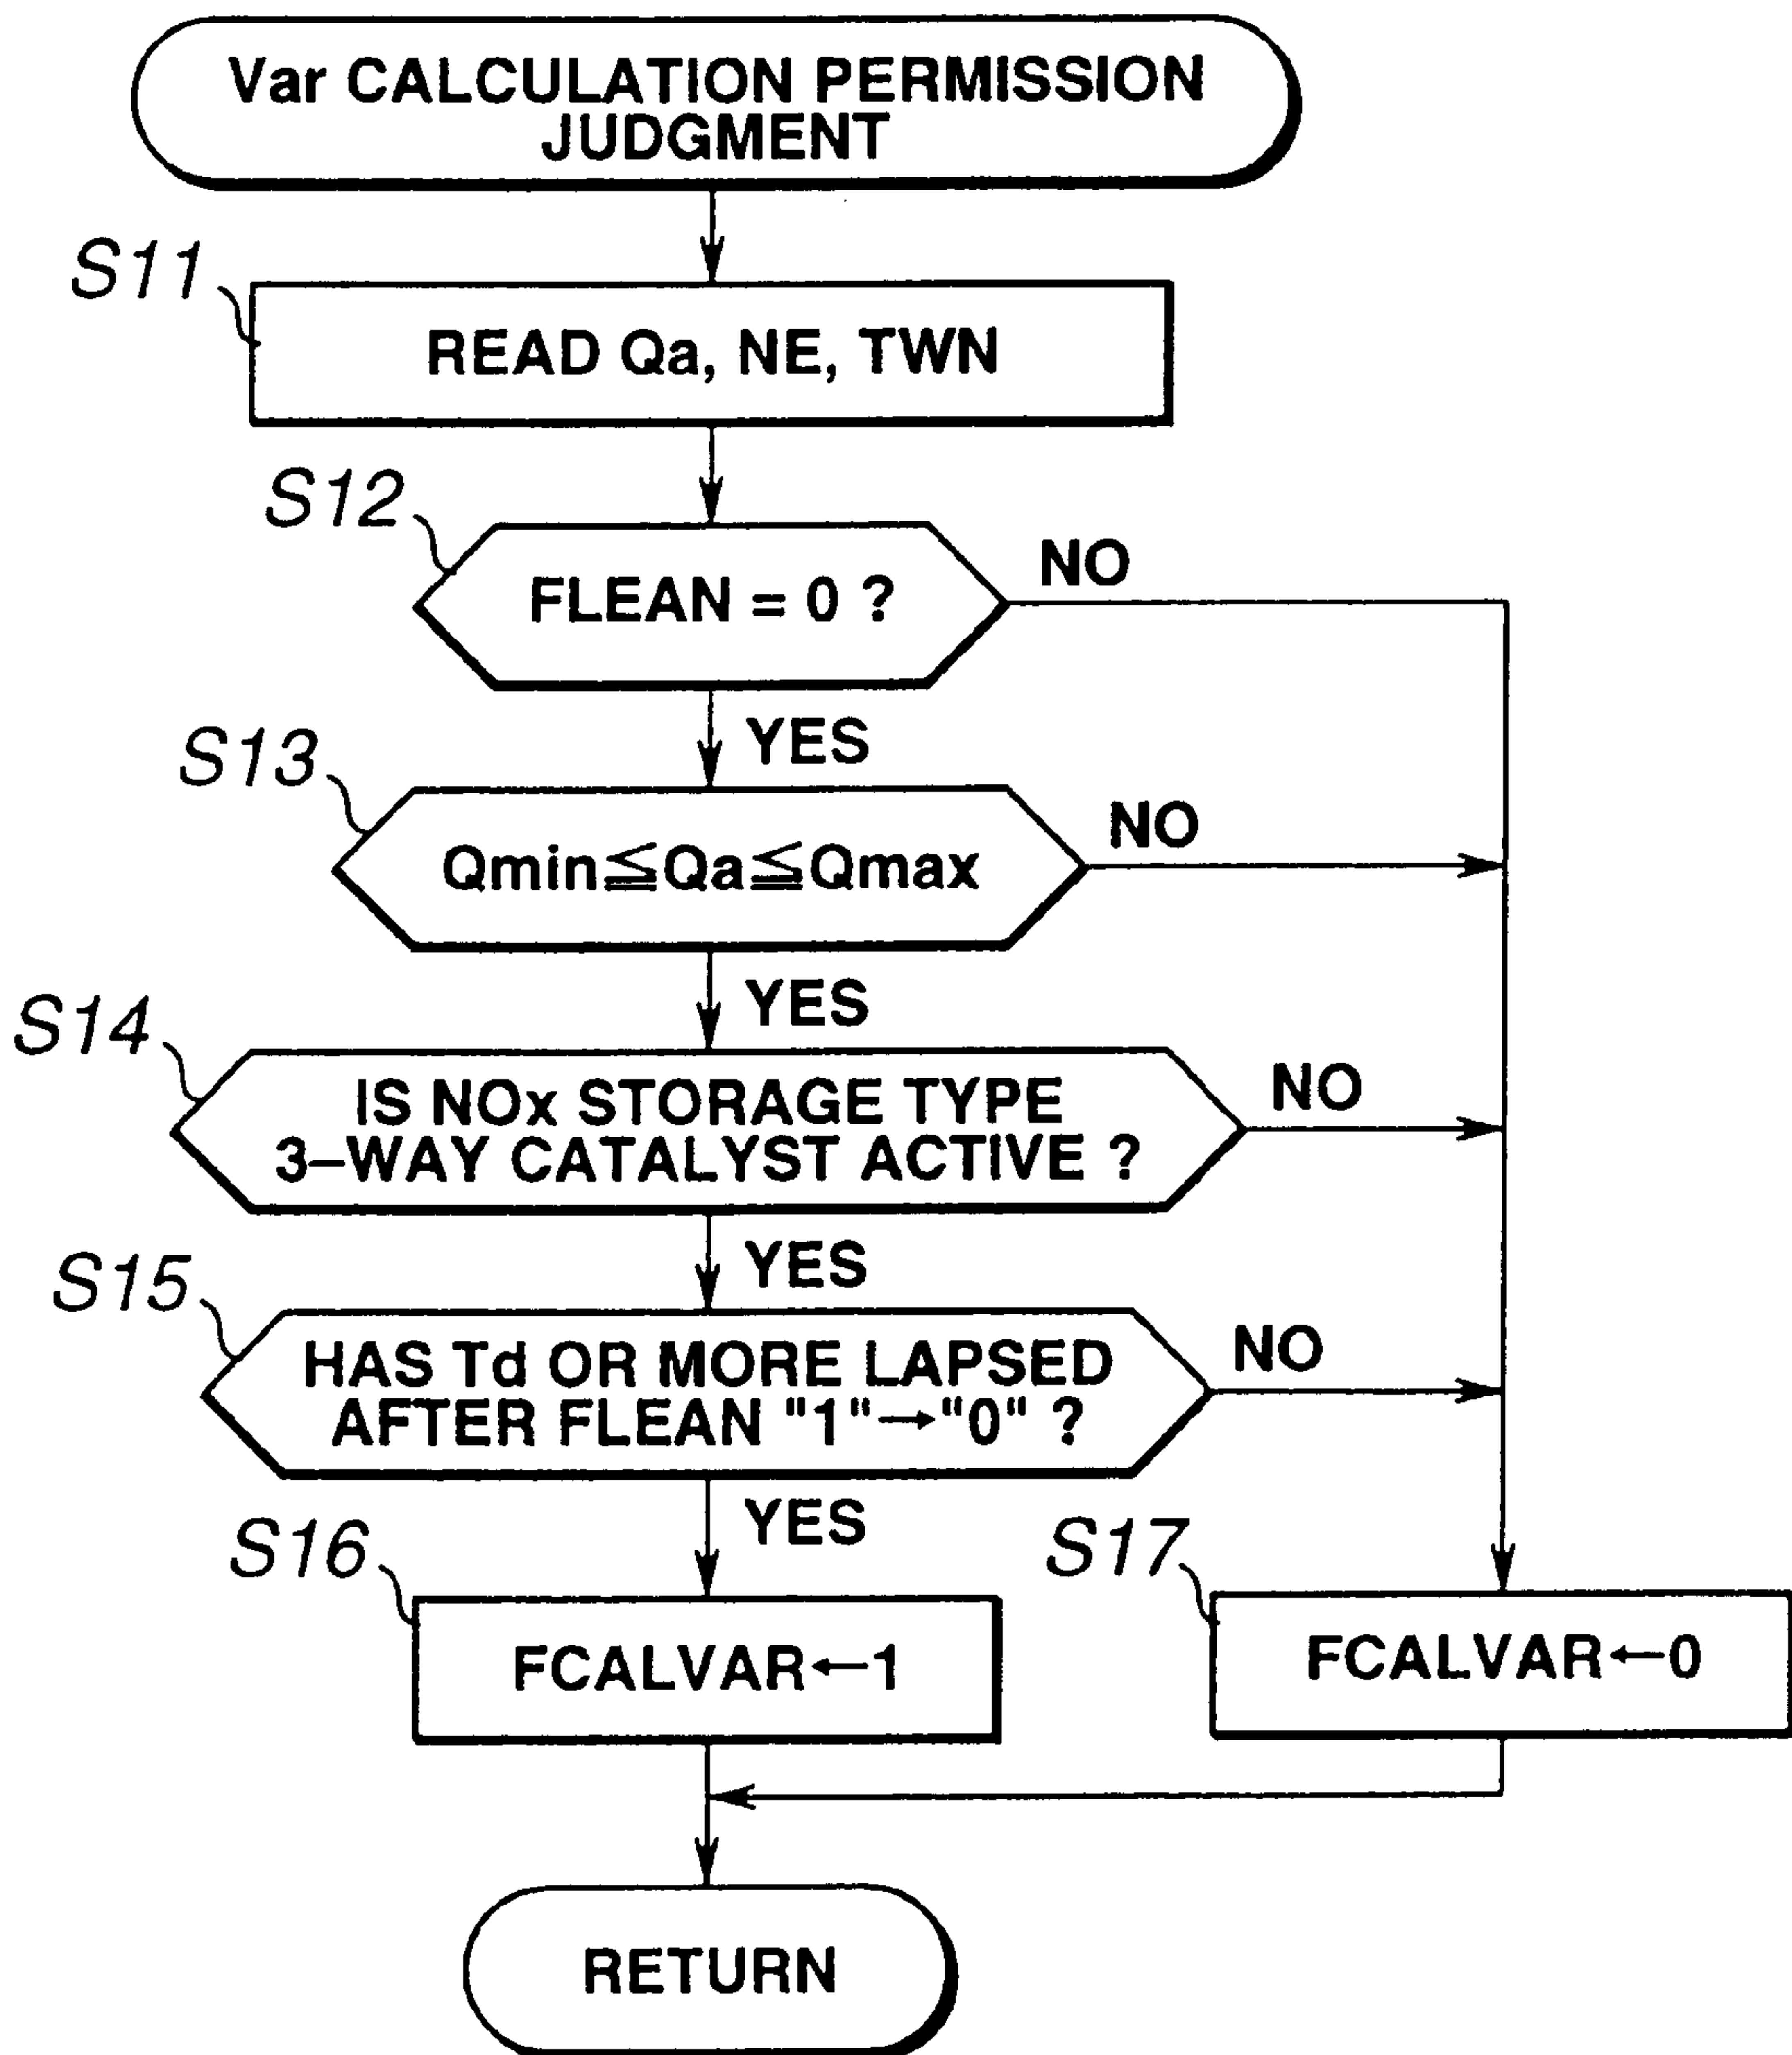 Var CALCULATION PERMISSION
JUDGMENT
S11
READ Qa, NE, TWN
S12
FLEAN = 0 ?
NO
YES
S13
Qmin≦Qa≦Qmax
NO
YES
S14
IS NOx STORAGE TYPE
3–WAY CATALYST ACTIVE ?
NO
YES
S15
HAS Td OR MORE LAPSED
AFTER FLEAN "1"→"0" ?
NO
YES
S16
FCALVAR←1
S17
FCALVAR←0
RETURN